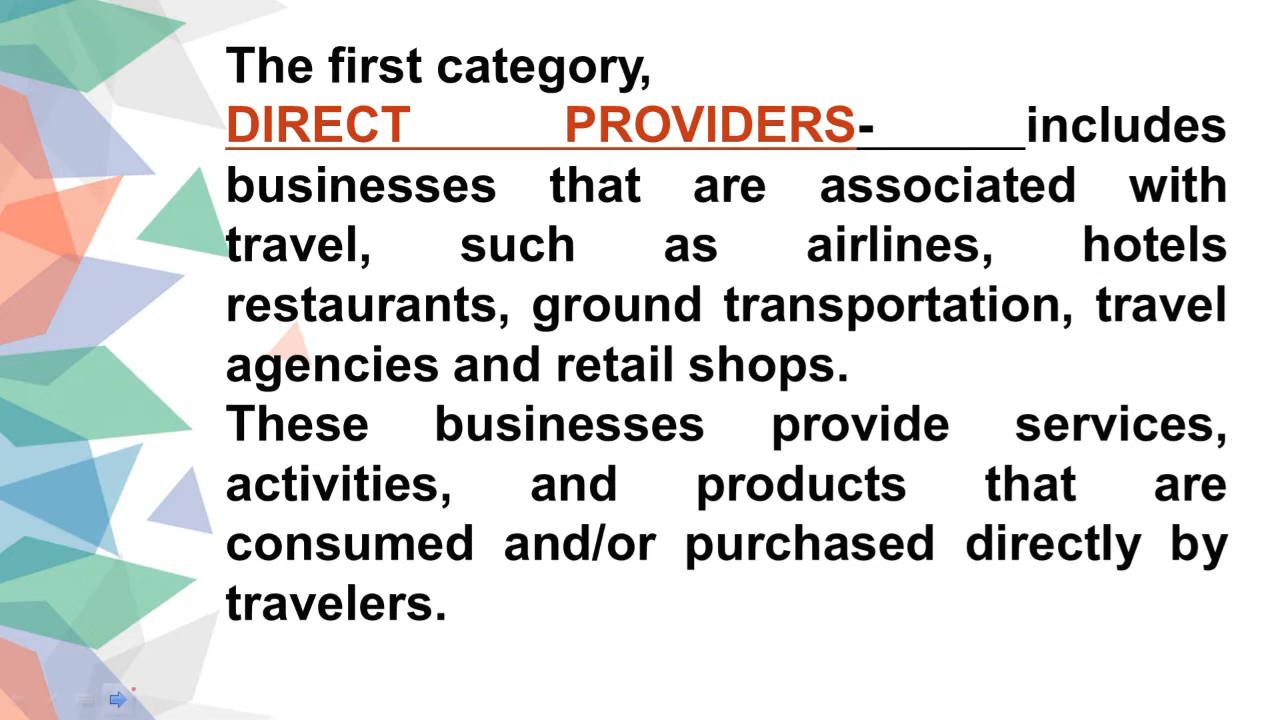 The first category,
DIRECT PROVIDERS- includes
businesses that are associated with
travel, such as airlines, hotels
restaurants, ground transportation, travel
agencies and retail shops.
These businesses provide services,
activities, and products that are
consumed and/or purchased directly by
travelers.